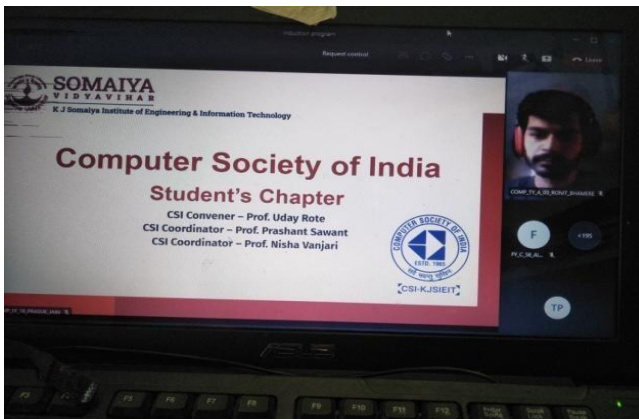 Induction program
Request control
Leave
SOMAIYA
VIDYAVIHAR
K J Somaiya Institute of Engineering & Information Technology
Computer Society of India
Student's Chapter
CSI Convener – Prof. Uday Rote
CSI Coordinator – Prof. Prashant Sawant
CSI Coordinator – Prof. Nisha Vanjari
COMPUTER SOCIETY OF INDIA
ESTD. 1965
CSI-KJSIEIT
F
+195
TP
F5
F6
F7
F8
F9
F10
F11
F12